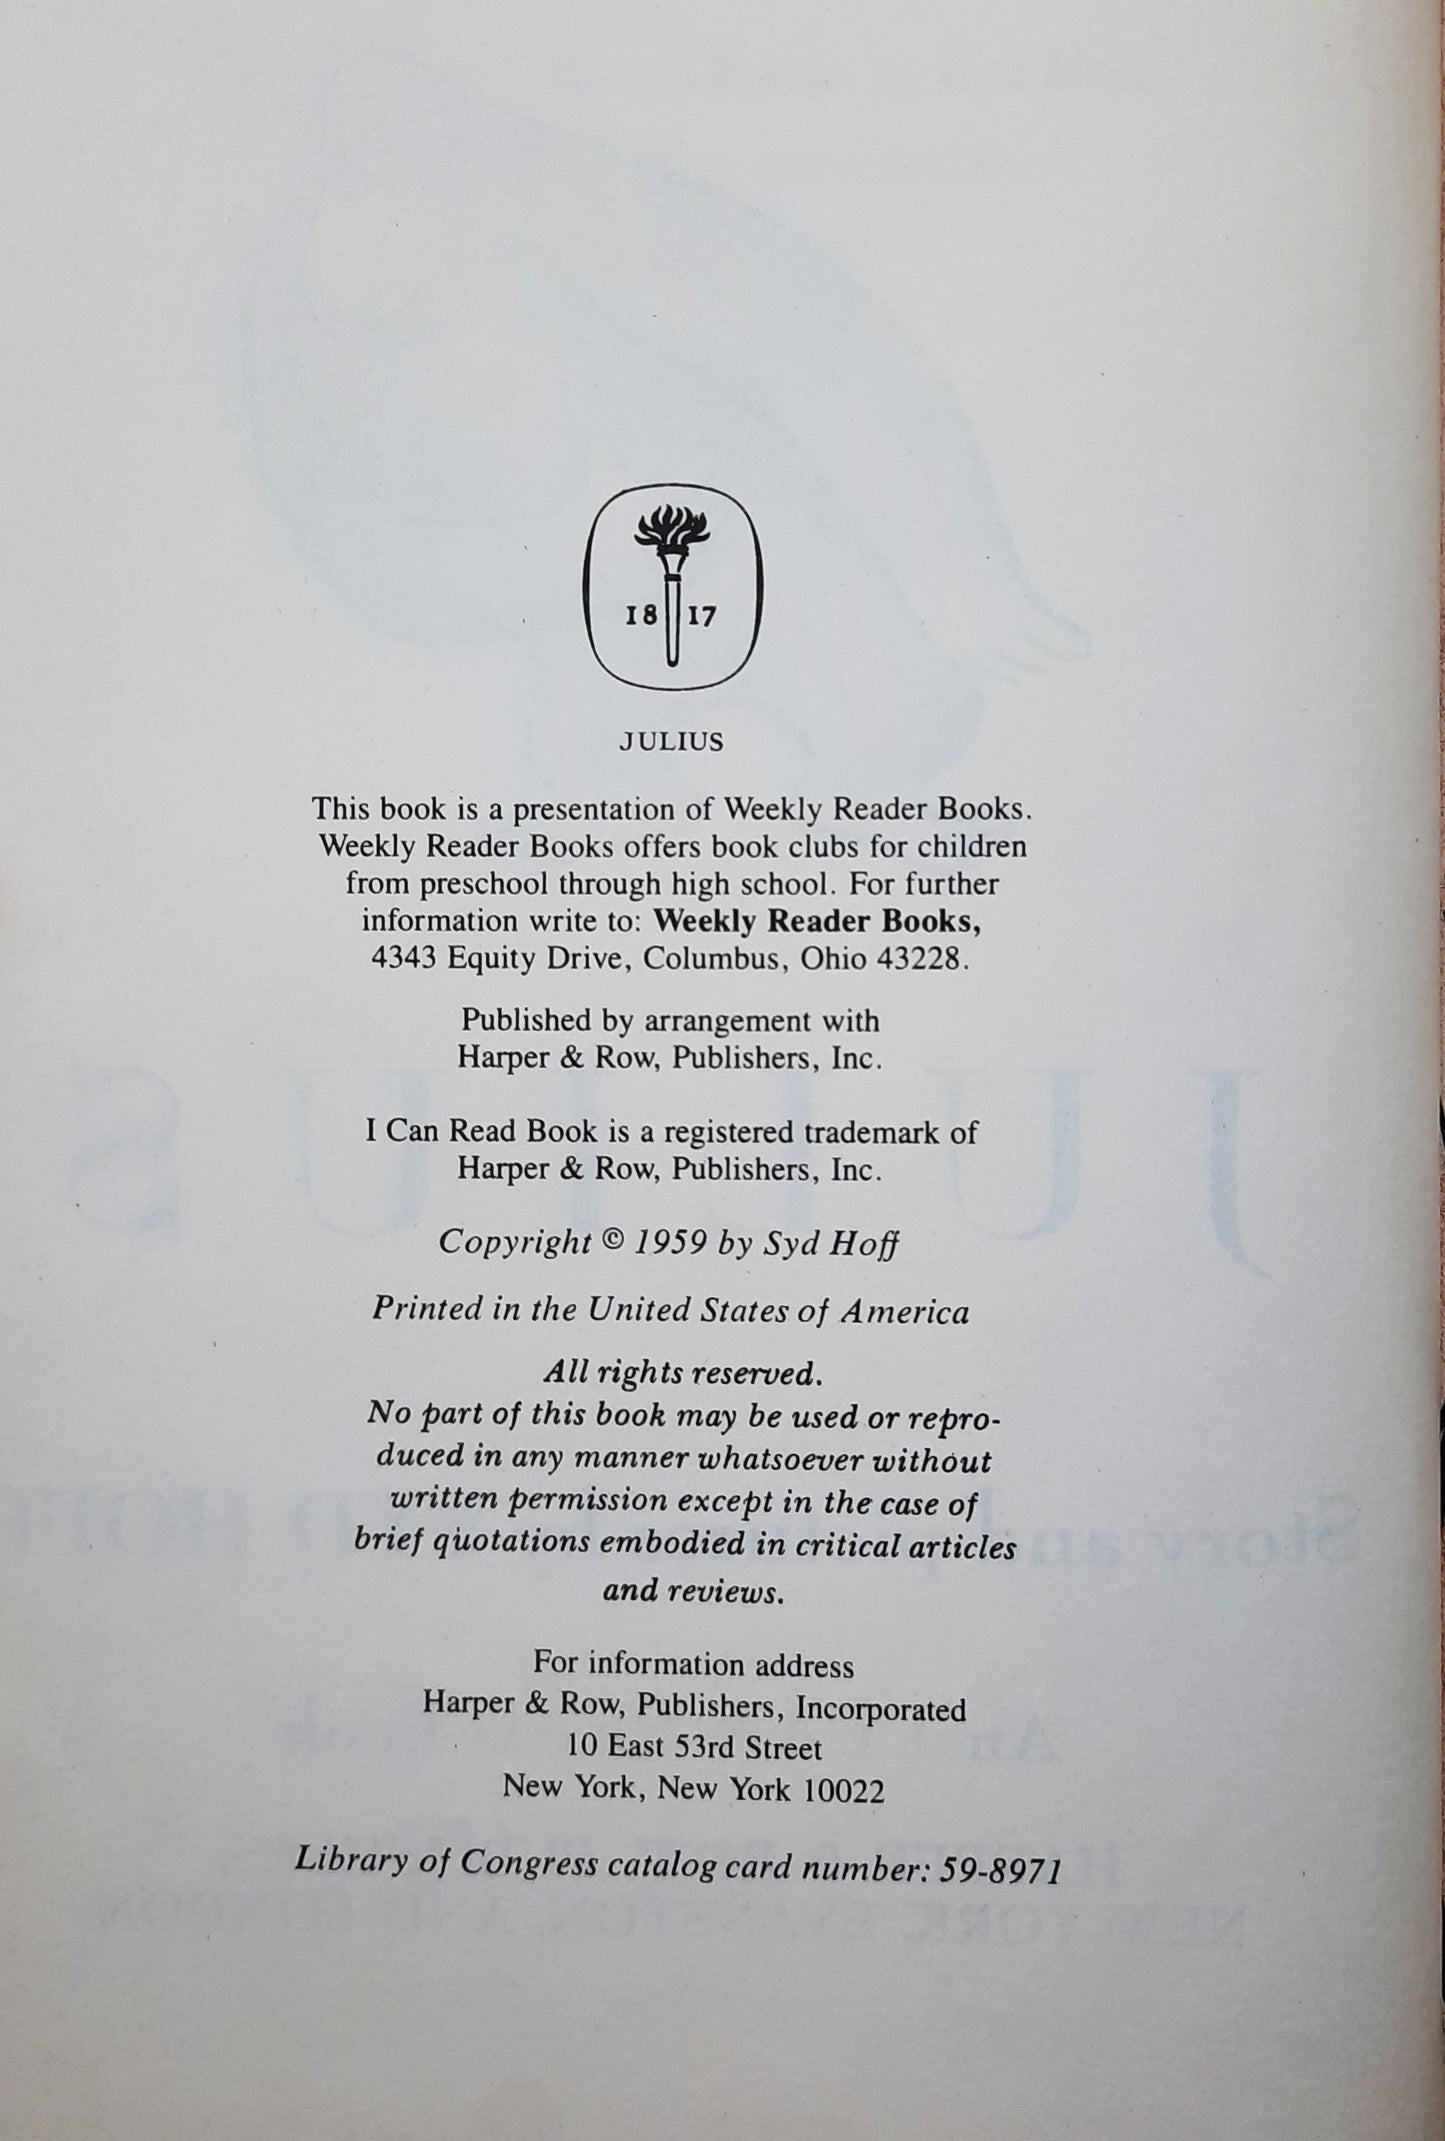 18 17
JULIUS
This book is a presentation of Weekly Reader Books.
Weekly Reader Books offers book clubs for children
from preschool through high school. For further
information write to: Weekly Reader Books,
4343 Equity Drive, Columbus, Ohio 43228.
Published by arrangement with
Harper & Row, Publishers, Inc.
I Can Read Book is a registered trademark of
Harper & Row, Publishers, Inc.
Copyright © 1959 by Syd Hoff
Printed in the United States of America
All rights reserved.
No part of this book may be used or repro-
duced in any manner whatsoever without
written permission except in the case of
brief quotations embodied in critical articles
and reviews.
For information address
Harper & Row, Publishers, Incorporated
10 East 53rd Street
New York, New York 10022
Library of Congress catalog card number: 59-8971